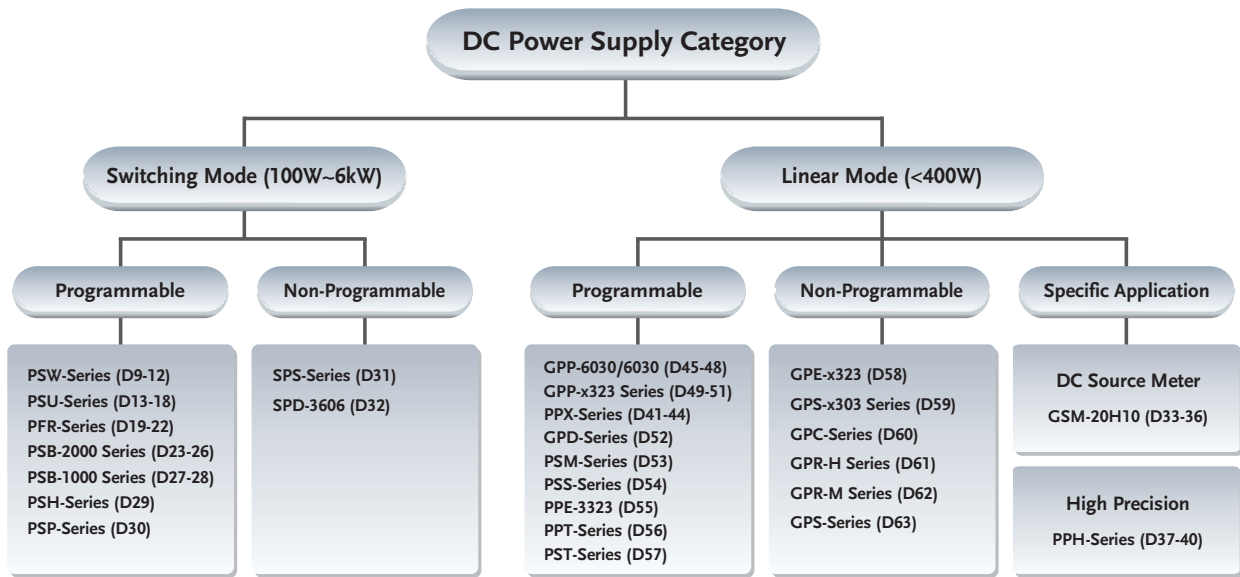 DC Power Supply Category
Switching Mode (100W~6kW)
Linear Mode (<400W)
Programmable
Non-Programmable
Programmable
Non-Programmable
Specific Application
PSW-Series (D9-12)
PSU-Series (D13-18)
PFR-Series (D19-22)
PSB-2000 Series (D23-26)
PSB-1000 Series (D27-28)
PSH-Series (D29)
PSP-Series (D30)
SPS-Series (D31)
SPD-3606 (D32)
GPP-6030/6030 (D45-48)
GPP-x323 Series (D49-51)
PPX-Series (D41-44)
GPD-Series (D52)
PSM-Series (D53)
PSS-Series (D54)
PPE-3323 (D55)
PPT-Series (D56)
PST-Series (D57)
GPE-x323 (D58)
GPS-x303 Series (D59)
GPC-Series (D60)
GPR-H Series (D61)
GPR-M Series (D62)
GPS-Series (D63)
DC Source Meter
GSM-20H10 (D33-36)
High Precision
PPH-Series (D37-40)